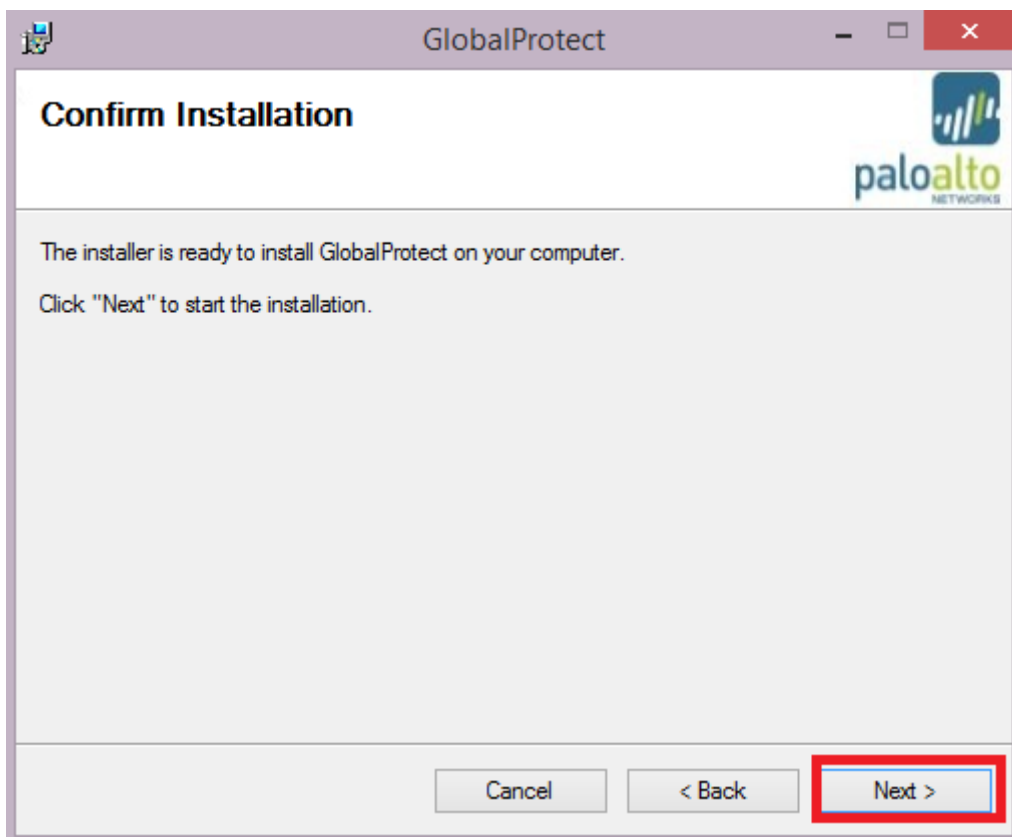 GlobalProtect
Confirm Installation
paloalto
NETWORKS
The installer is ready to install GlobalProtect on your computer.
Click "Next" to start the installation.
Cancel
< Back
Next >